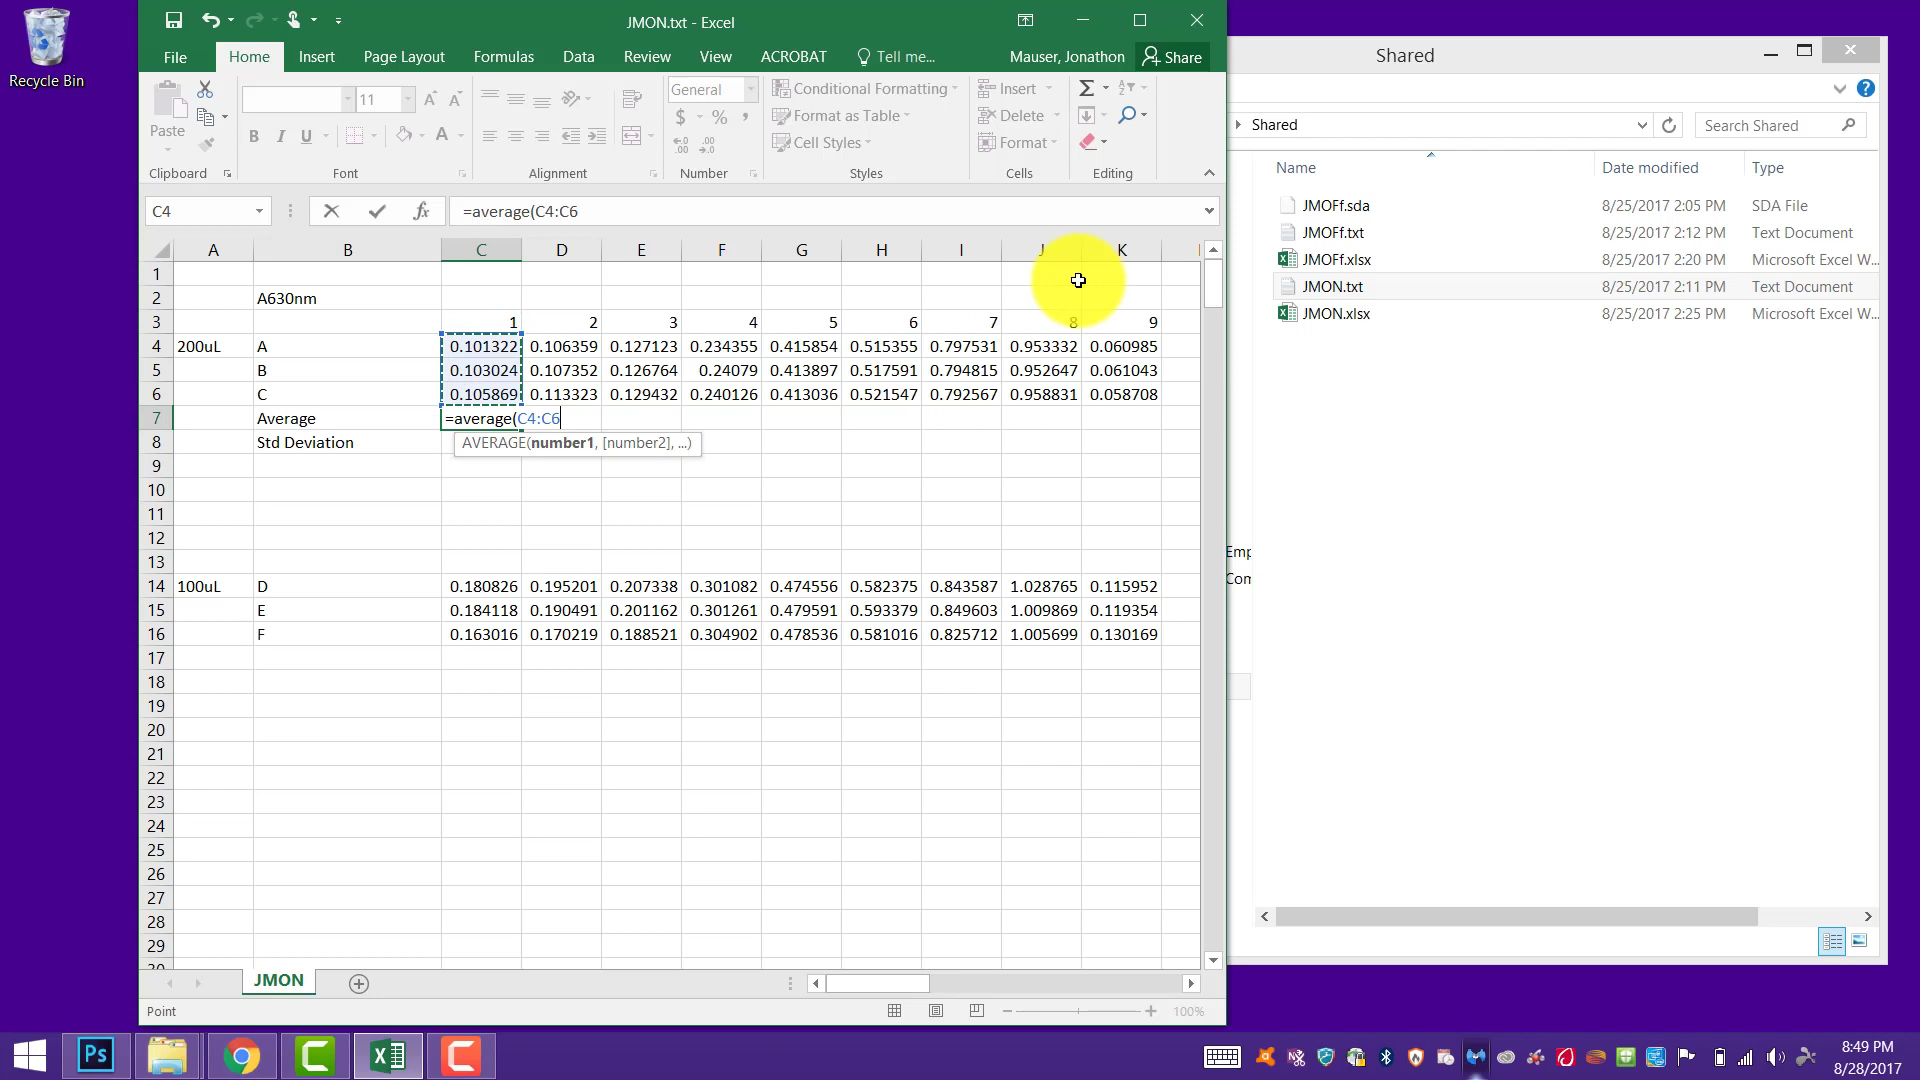 Recycle Bin
JMON.txt - Excel
File Home Insert Page Layout Formulas Data Review View ACROBAT Tell me... Mauser, Jonathon Share
Paste
11
B I U A
General
$ % ,
Conditional Formatting
Format as Table
Cell Styles
Insert
Delete
Format
Clipboard Font Alignment Number Styles Cells Editing
C4 fx =average(C4:C6
A B C D E F G H I J K
1
2 A630nm
3 1 2 3 4 5 6 7 8 9
4 200uL A 0.101322 0.106359 0.127123 0.234355 0.415854 0.515355 0.797531 0.953332 0.060985
5 B 0.103024 0.107352 0.126764 0.24079 0.413897 0.517591 0.794815 0.952647 0.061043
6 C 0.105869 0.113323 0.129432 0.240126 0.413036 0.521547 0.792567 0.958831 0.058708
7 Average =average(C4:C6
8 Std Deviation AVERAGE(number1, [number2], ...)
9
10
11
12
13
14 100uL D 0.180826 0.195201 0.207338 0.301082 0.474556 0.582375 0.843587 1.028765 0.115952
15 E 0.184118 0.190491 0.201162 0.301261 0.479591 0.593379 0.849603 1.009869 0.119354
16 F 0.163016 0.170219 0.188521 0.304902 0.478536 0.581016 0.825712 1.005699 0.130169
17
18
19
20
21
22
23
24
25
26
27
28
29
JMON
Point 100%
Shared
Shared Search Shared
Name Date modified Type
JMOFf.sda 8/25/2017 2:05 PM SDA File
JMOFf.txt 8/25/2017 2:12 PM Text Document
JMOFf.xlsx 8/25/2017 2:20 PM Microsoft Excel W...
JMON.txt 8/25/2017 2:11 PM Text Document
JMON.xlsx 8/25/2017 2:25 PM Microsoft Excel W...
Emp
Com
Ps
8:49 PM
8/28/2017